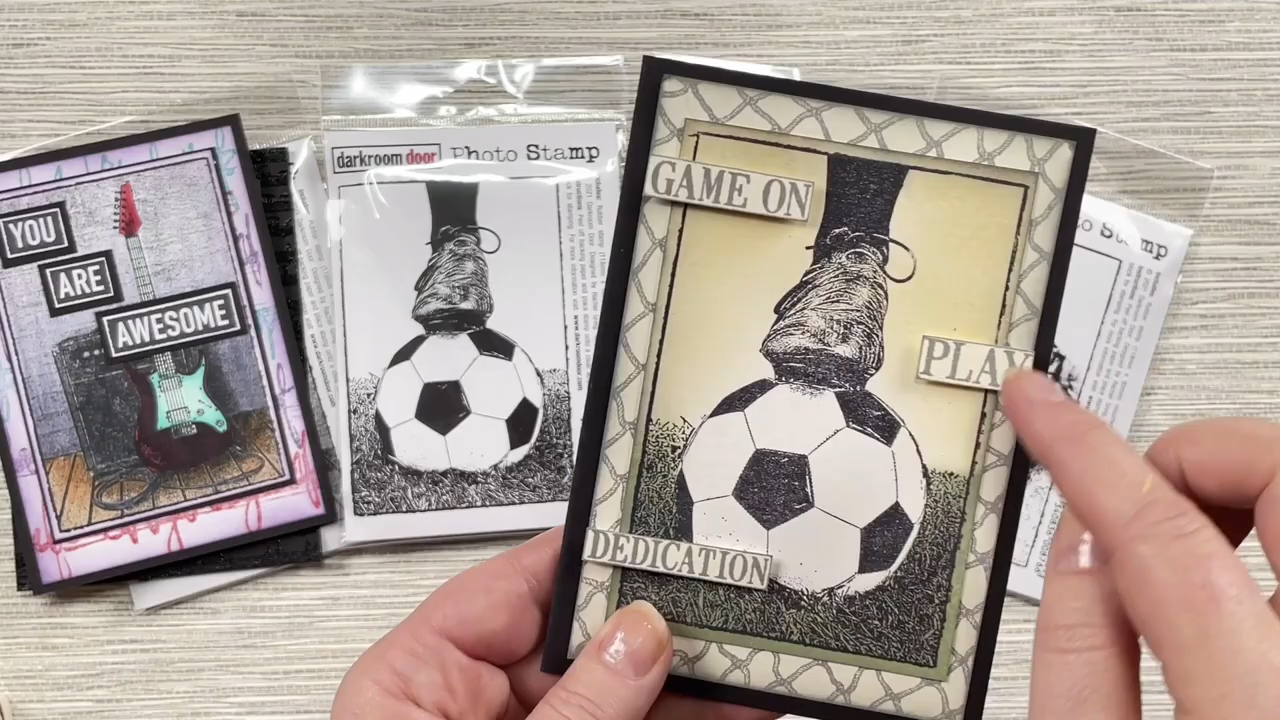 YOU
ARE
AWESOME
darkroom door Photo Stamp
GAME ON
PLAY
DEDICATION
Stamp